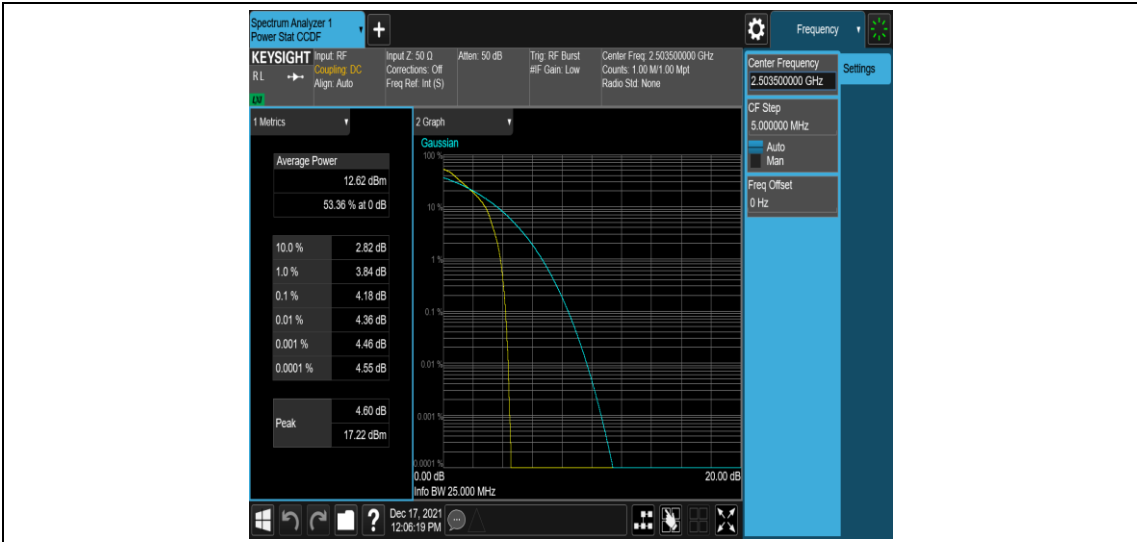 Spectrum Analyzer 1
Power Stat CCDF
+
Frequency
KEYSIGHT
Input: RF
Input Z: 50 Ω
Atten: 50 dB
Trig: RF Burst
Center Freq: 2.503500000 GHz
RL
Coupling: DC
Corrections: Off
#IF Gain: Low
Counts: 1.00 M/1.00 Mpt
Align: Auto
Freq Ref: Int (S)
Radio Std: None
LXI
Center Frequency
2.503500000 GHz
Settings
CF Step
5.000000 MHz
Auto
Man
Freq Offset
0 Hz
1 Metrics
Average Power
12.62 dBm
53.36 % at 0 dB
10.0 % 2.82 dB
1.0 % 3.84 dB
0.1 % 4.18 dB
0.01 % 4.36 dB
0.001 % 4.46 dB
0.0001 % 4.55 dB
Peak
4.60 dB
17.22 dBm
2 Graph
Gaussian
100 %
10 %
1 %
0.1 %
0.01 %
0.001 %
0.0001 %
0.00 dB
20.00 dB
Info BW 25.000 MHz
?
Dec 17, 2021
12:06:19 PM